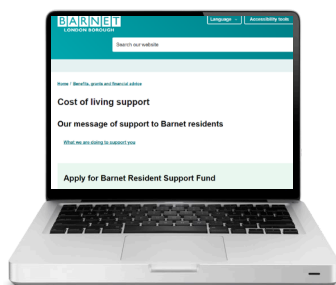 BARNET
LONDON BOROUGH
Language
Accessibility tools
Search our website
Home / Benefits, grants and financial advice
Cost of living support
Our message of support to Barnet residents
What we are doing to support you
Apply for Barnet Resident Support Fund